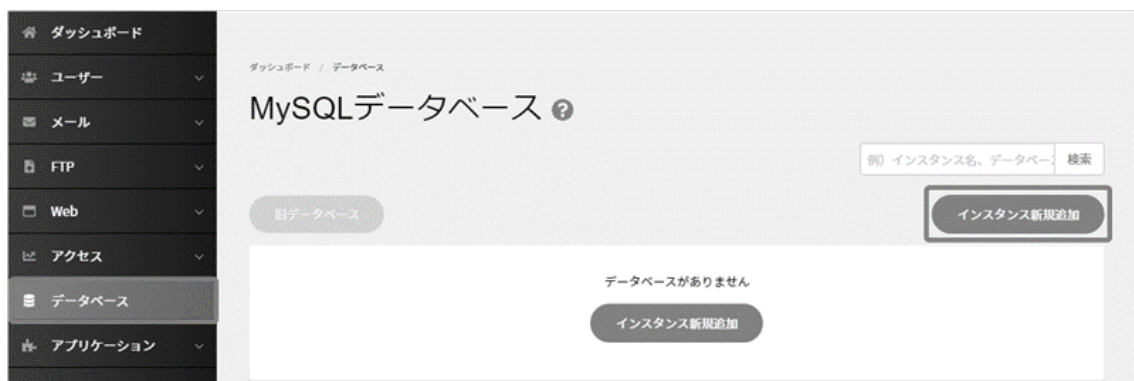 ダッシュボード
ユーザー
メール
FTP
Web
アクセス
データベース
アプリケーション
ダッシュボード / データベース
MySQLデータベース ?
例）インスタンス名、データベー
検索
旧データベース
インスタンス新規追加
データベースがありません
インスタンス新規追加